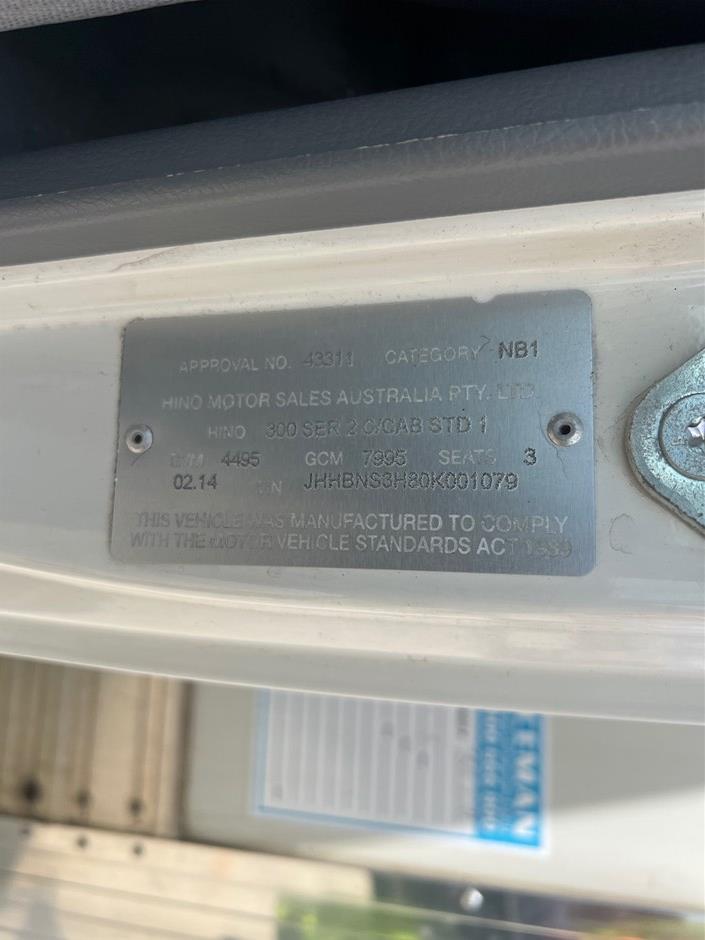 APPROVAL NO. 43311 CATEGORY NB1
HINO MOTOR SALES AUSTRALIA PTY. LTD.
HINO 300 SER 2 C/CAB STD 1
GVM 4495 GCM 7995 SEATS 3
02.14 JHHBNS3H80K001079
THIS VEHICLE WAS MANUFACTURED TO COMPLY
WITH THE MOTOR VEHICLE STANDARDS ACT 1989